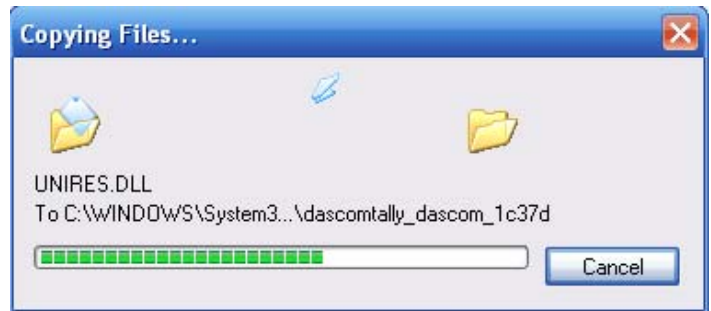 Copying Files...
UNIRES.DLL
To C:\WINDOWS\System3...\dascomtally_dascom_1c37d
Cancel